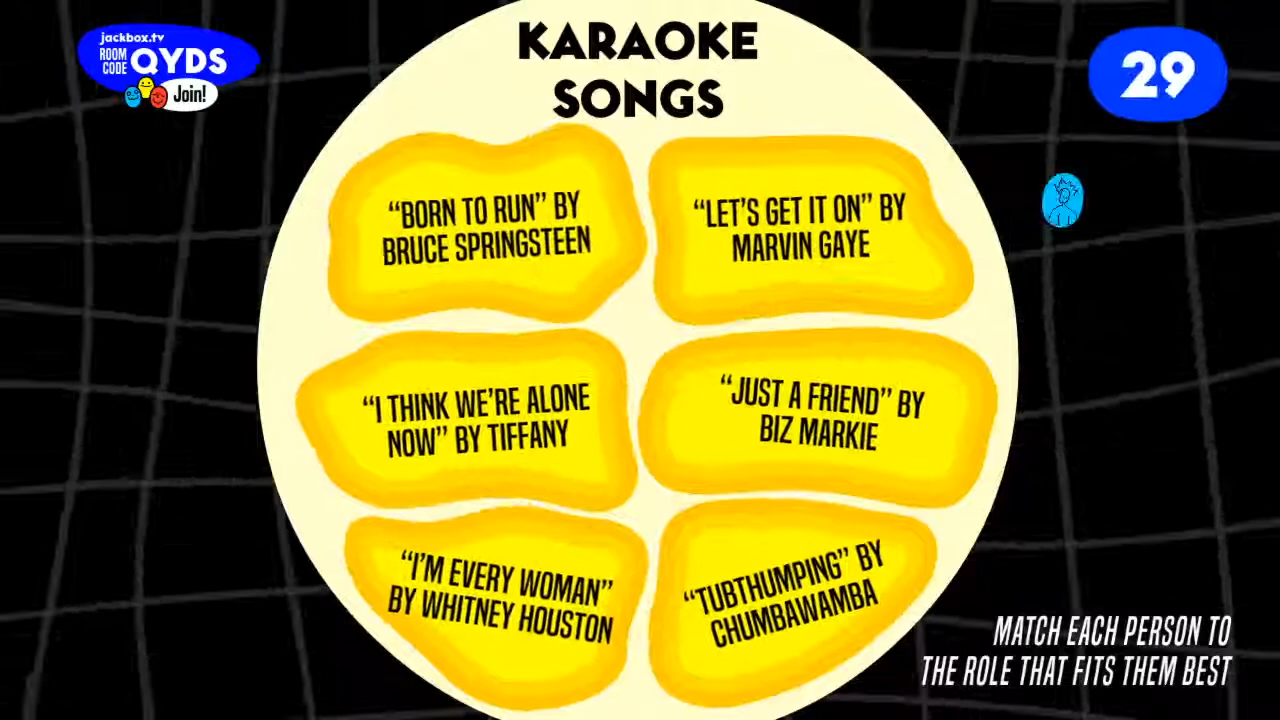 jackbox.tv
ROOM
CODE
QYDS
Join!
KARAOKE
SONGS
29
“BORN TO RUN” BY
BRUCE SPRINGSTEEN
“LET’S GET IT ON” BY
MARVIN GAYE
“I THINK WE’RE ALONE
NOW” BY TIFFANY
“JUST A FRIEND” BY
BIZ MARKIE
“I’M EVERY WOMAN”
BY WHITNEY HOUSTON
“TUBTHUMPING” BY
CHUMBAWAMBA
MATCH EACH PERSON TO
THE ROLE THAT FITS THEM BEST